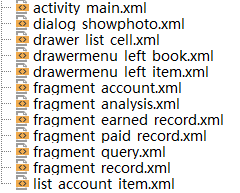 activity main.xml
dialog showphoto.xml
drawer list cell.xml
drawermenu left book.xml
drawermenu left item.xml
fragment account.xml
fragment analysis.xml
fragment earned record.xml
fragment paid record.xml
fragment query.xml
fragment record.xml
list account item.xml